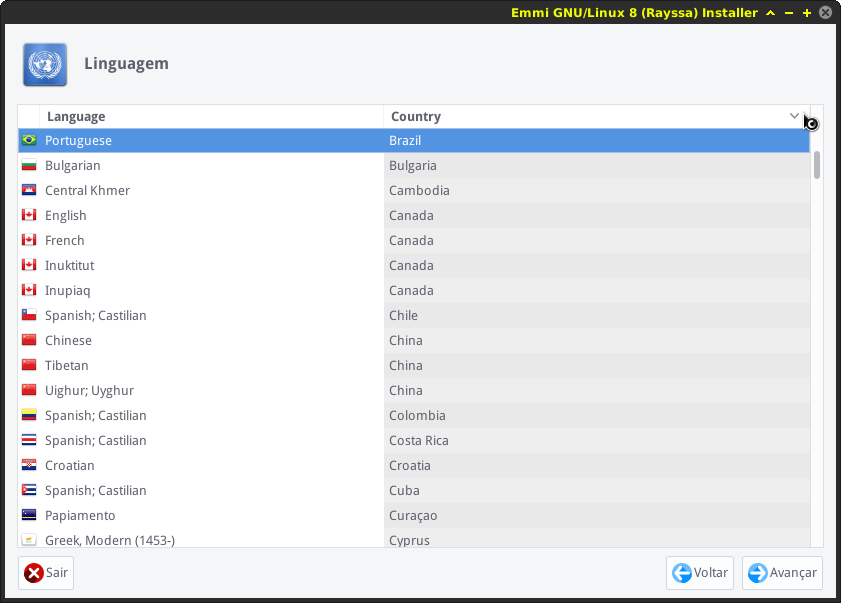 Emmi GNU/Linux 8 (Rayssa) Installer
Linguagem
Language Country
Portuguese Brazil
Bulgarian Bulgaria
Central Khmer Cambodia
English Canada
French Canada
Inuktitut Canada
Inupiaq Canada
Spanish; Castilian Chile
Chinese China
Tibetan China
Uighur; Uyghur China
Spanish; Castilian Colombia
Spanish; Castilian Costa Rica
Croatian Croatia
Spanish; Castilian Cuba
Papiamento Curaçao
Greek, Modern (1453-) Cyprus
Sair Voltar Avançar